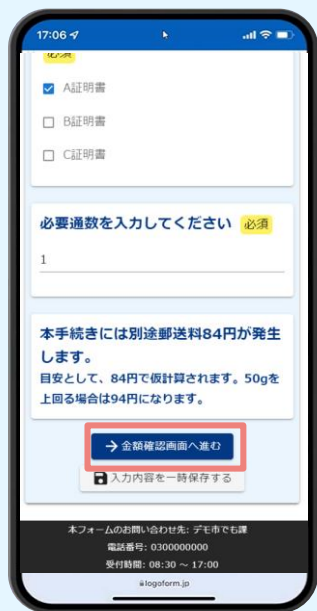 17:06
必須
A証明書
B証明書
C証明書
必要通数を入力してください 必須
1
本手続きには別途郵送料84円が発生
します。
目安として、84円で仮計算されます。50gを
上回る場合は94円になります。
→金額確認画面へ進む
入力内容を一時保存する
本フォームのお問い合わせ先: デモ市でも課
電話番号: 0300000000
受付時間: 08:30 ～ 17:00
logoform.jp